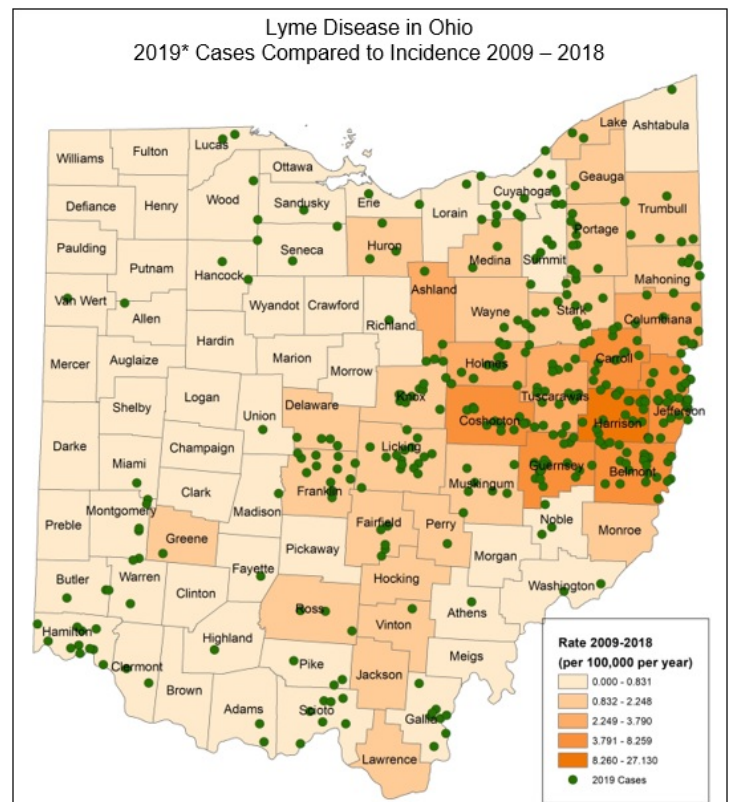 Lyme Disease in Ohio
2019* Cases Compared to Incidence 2009 – 2018
Lake
Ashtabula
Williams
Fulton
Lucas
Ottawa
Geauga
Cuyahoga
Defiance
Henry
Wood
Sandusky
Erie
Lorain
Trumbull
Paulding
Putnam
Seneca
Huron
Medina
Summit
Portage
Hancock
Mahoning
Van Wert
Allen
Wyandot
Crawford
Richland
Ashland
Wayne
Stark
Columbiana
Hardin
Mercer
Auglaize
Marion
Morrow
Holmes
Carroll
Logan
Shelby
Union
Delaware
Knox
Coshocton
Tuscarawas
Harrison
Jefferson
Darke
Champaign
Licking
Miami
Clark
Franklin
Muskingum
Guernsey
Belmont
Madison
Montgomery
Preble
Greene
Pickaway
Fairfield
Perry
Noble
Monroe
Morgan
Butler
Warren
Clinton
Fayette
Hocking
Washington
Ross
Athens
Hamilton
Highland
Vinton
Clermont
Pike
Meigs
Jackson
Brown
Adams
Scioto
Gallia
Lawrence
Rate 2009-2018
(per 100,000 per year)
0.000 - 0.831
0.832 - 2.248
2.249 - 3.790
3.791 - 8.259
8.260 - 27.130
2019 Cases